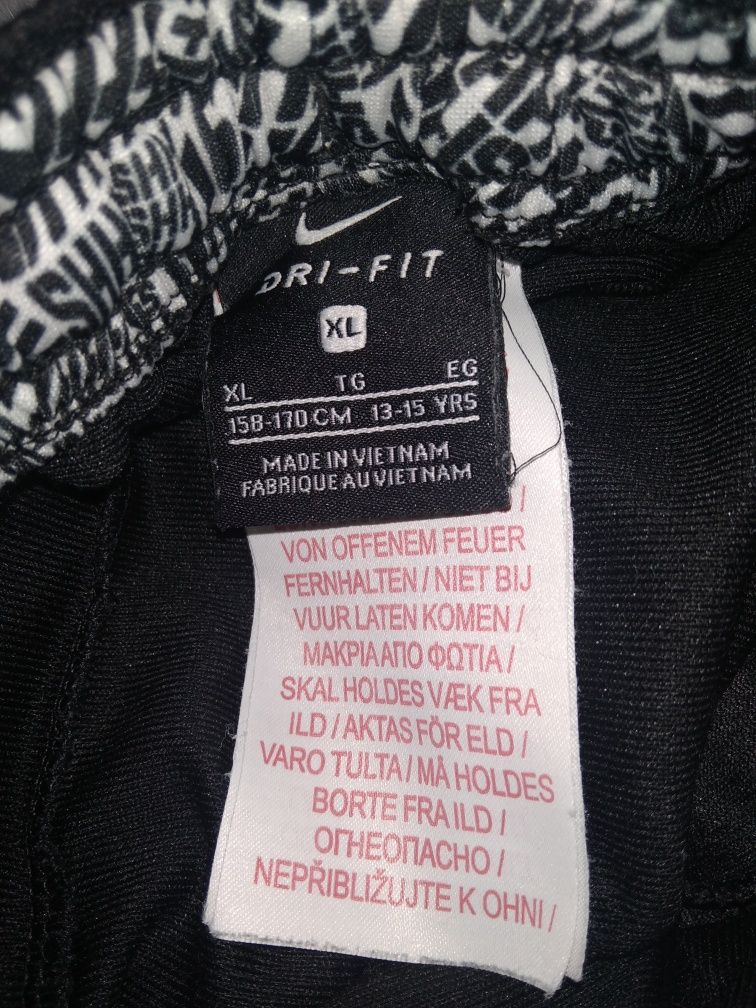 DRI-FIT
XL
XL TG EG
158-170 CM 13-15 YRS
MADE IN VIETNAM
FABRIQUE AU VIETNAM
/
VON OFFENEM FEUER
FERNHALTEN / NIET BIJ
VUUR LATEN KOMEN /
ΜΑΚΡΙΑ ΑΠΟ ΦΩΤΙΑ /
SKAL HOLDES VÆK FRA
ILD / AKTAS FÖR ELD /
VARO TULTA / MÅ HOLDES
BORTE FRA ILD /
ОГНЕОПАСНО /
NEPŘIBLIŽUJTE K OHNI /